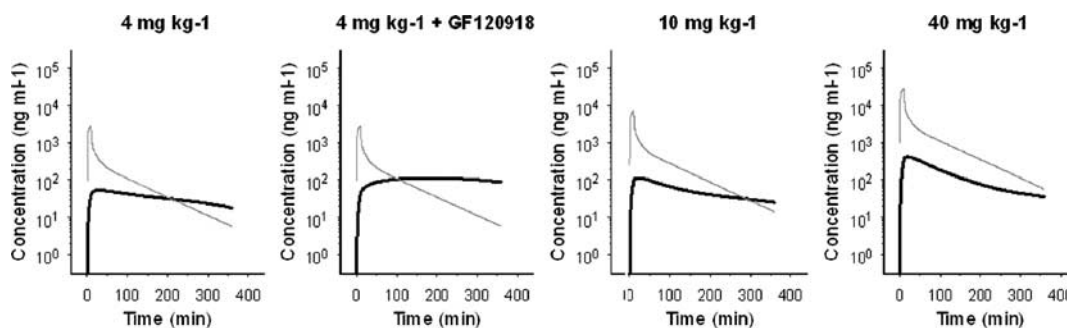 4 mg kg-1
4 mg kg-1 + GF120918
10 mg kg-1
40 mg kg-1
Concentration (ng ml-1)
10⁵
10⁴
10³
10²
10¹
10⁰
0 100 200 300 400
Time (min)
Concentration (ng ml-1)
10⁵
10⁴
10³
10²
10¹
10⁰
0 100 200 300 400
Time (min)
Concentration (ng ml-1)
10⁵
10⁴
10³
10²
10¹
10⁰
0 100 200 300 400
Time (min)
Concentration (ng ml-1)
10⁵
10⁴
10³
10²
10¹
10⁰
0 100 200 300 400
Time (min)